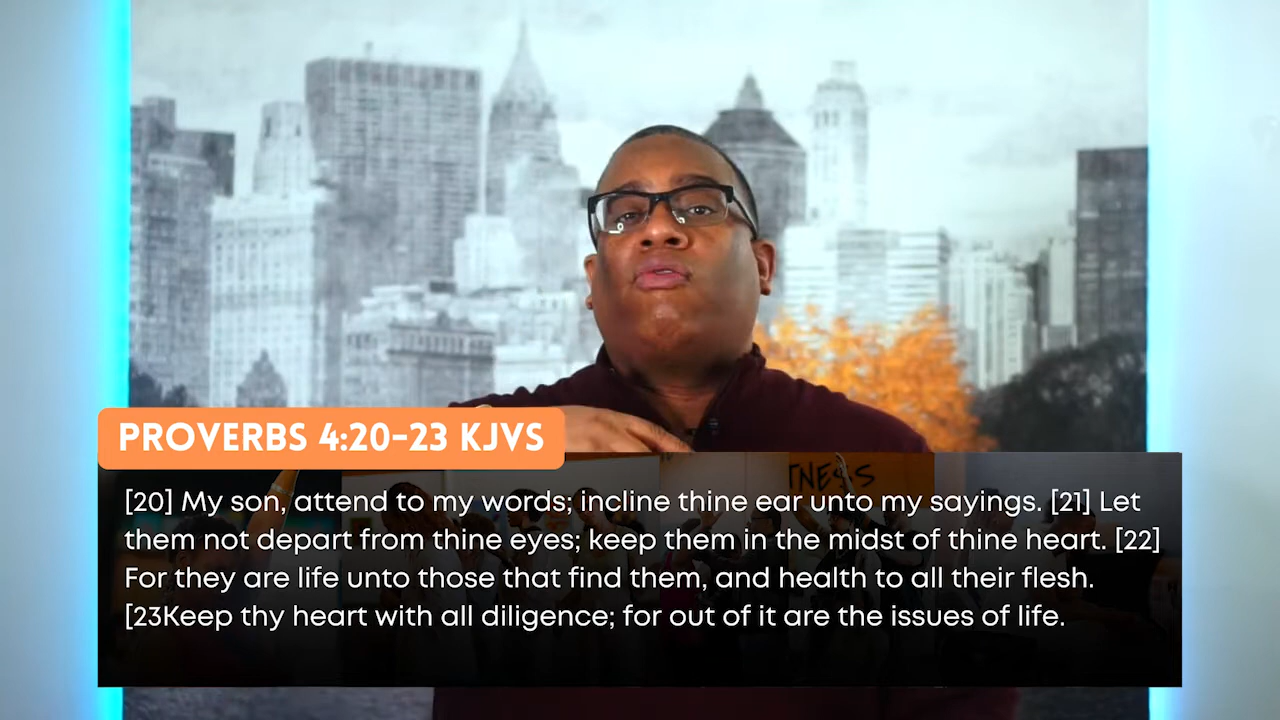 PROVERBS 4:20-23 KJVS
TNESS
[20] My son, attend to my words; incline thine ear unto my sayings. [21] Let
them not depart from thine eyes; keep them in the midst of thine heart. [22]
For they are life unto those that find them, and health to all their flesh.
[23Keep thy heart with all diligence; for out of it are the issues of life.